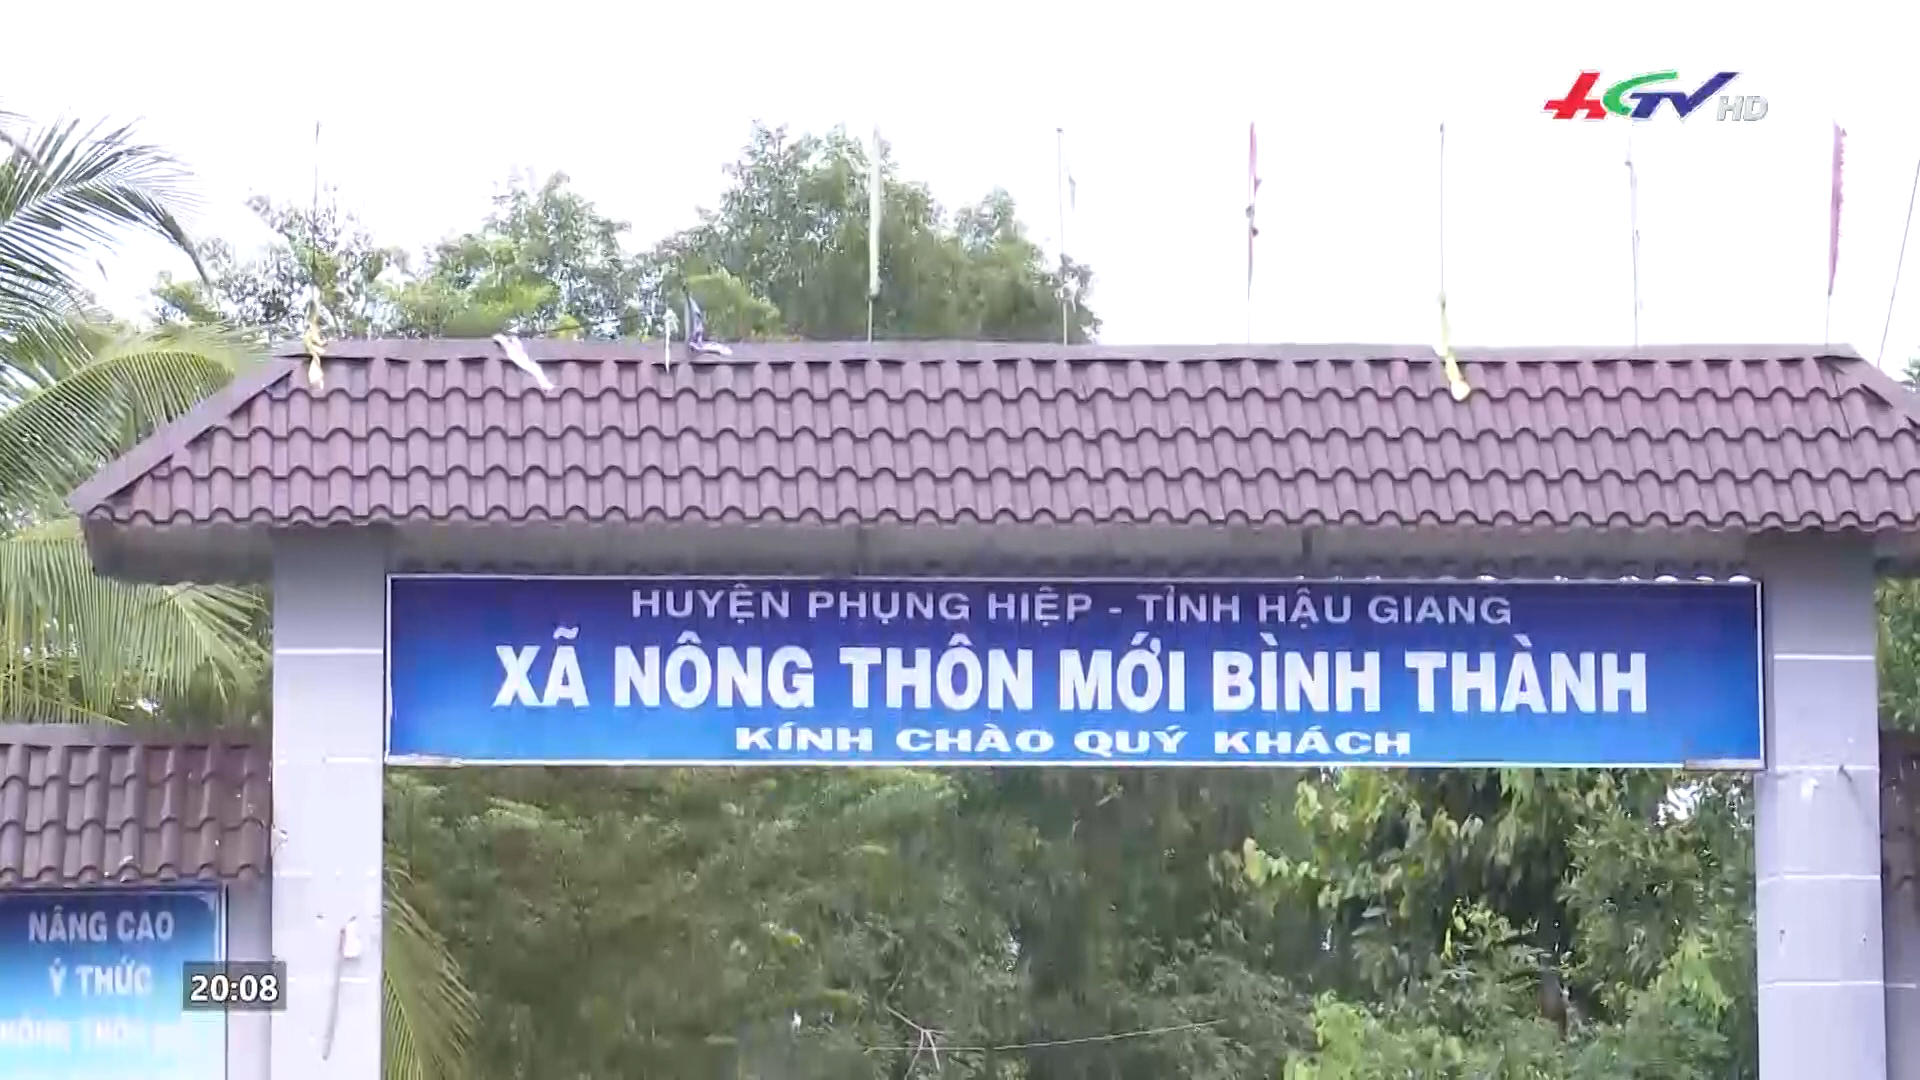 HGTV HD
HUYỆN PHỤNG HIỆP - TỈNH HẬU GIANG
XÃ NÔNG THÔN MỚI BÌNH THÀNH
KÍNH CHÀO QUÝ KHÁCH
NÂNG CAO
Ý THỨC
20:08